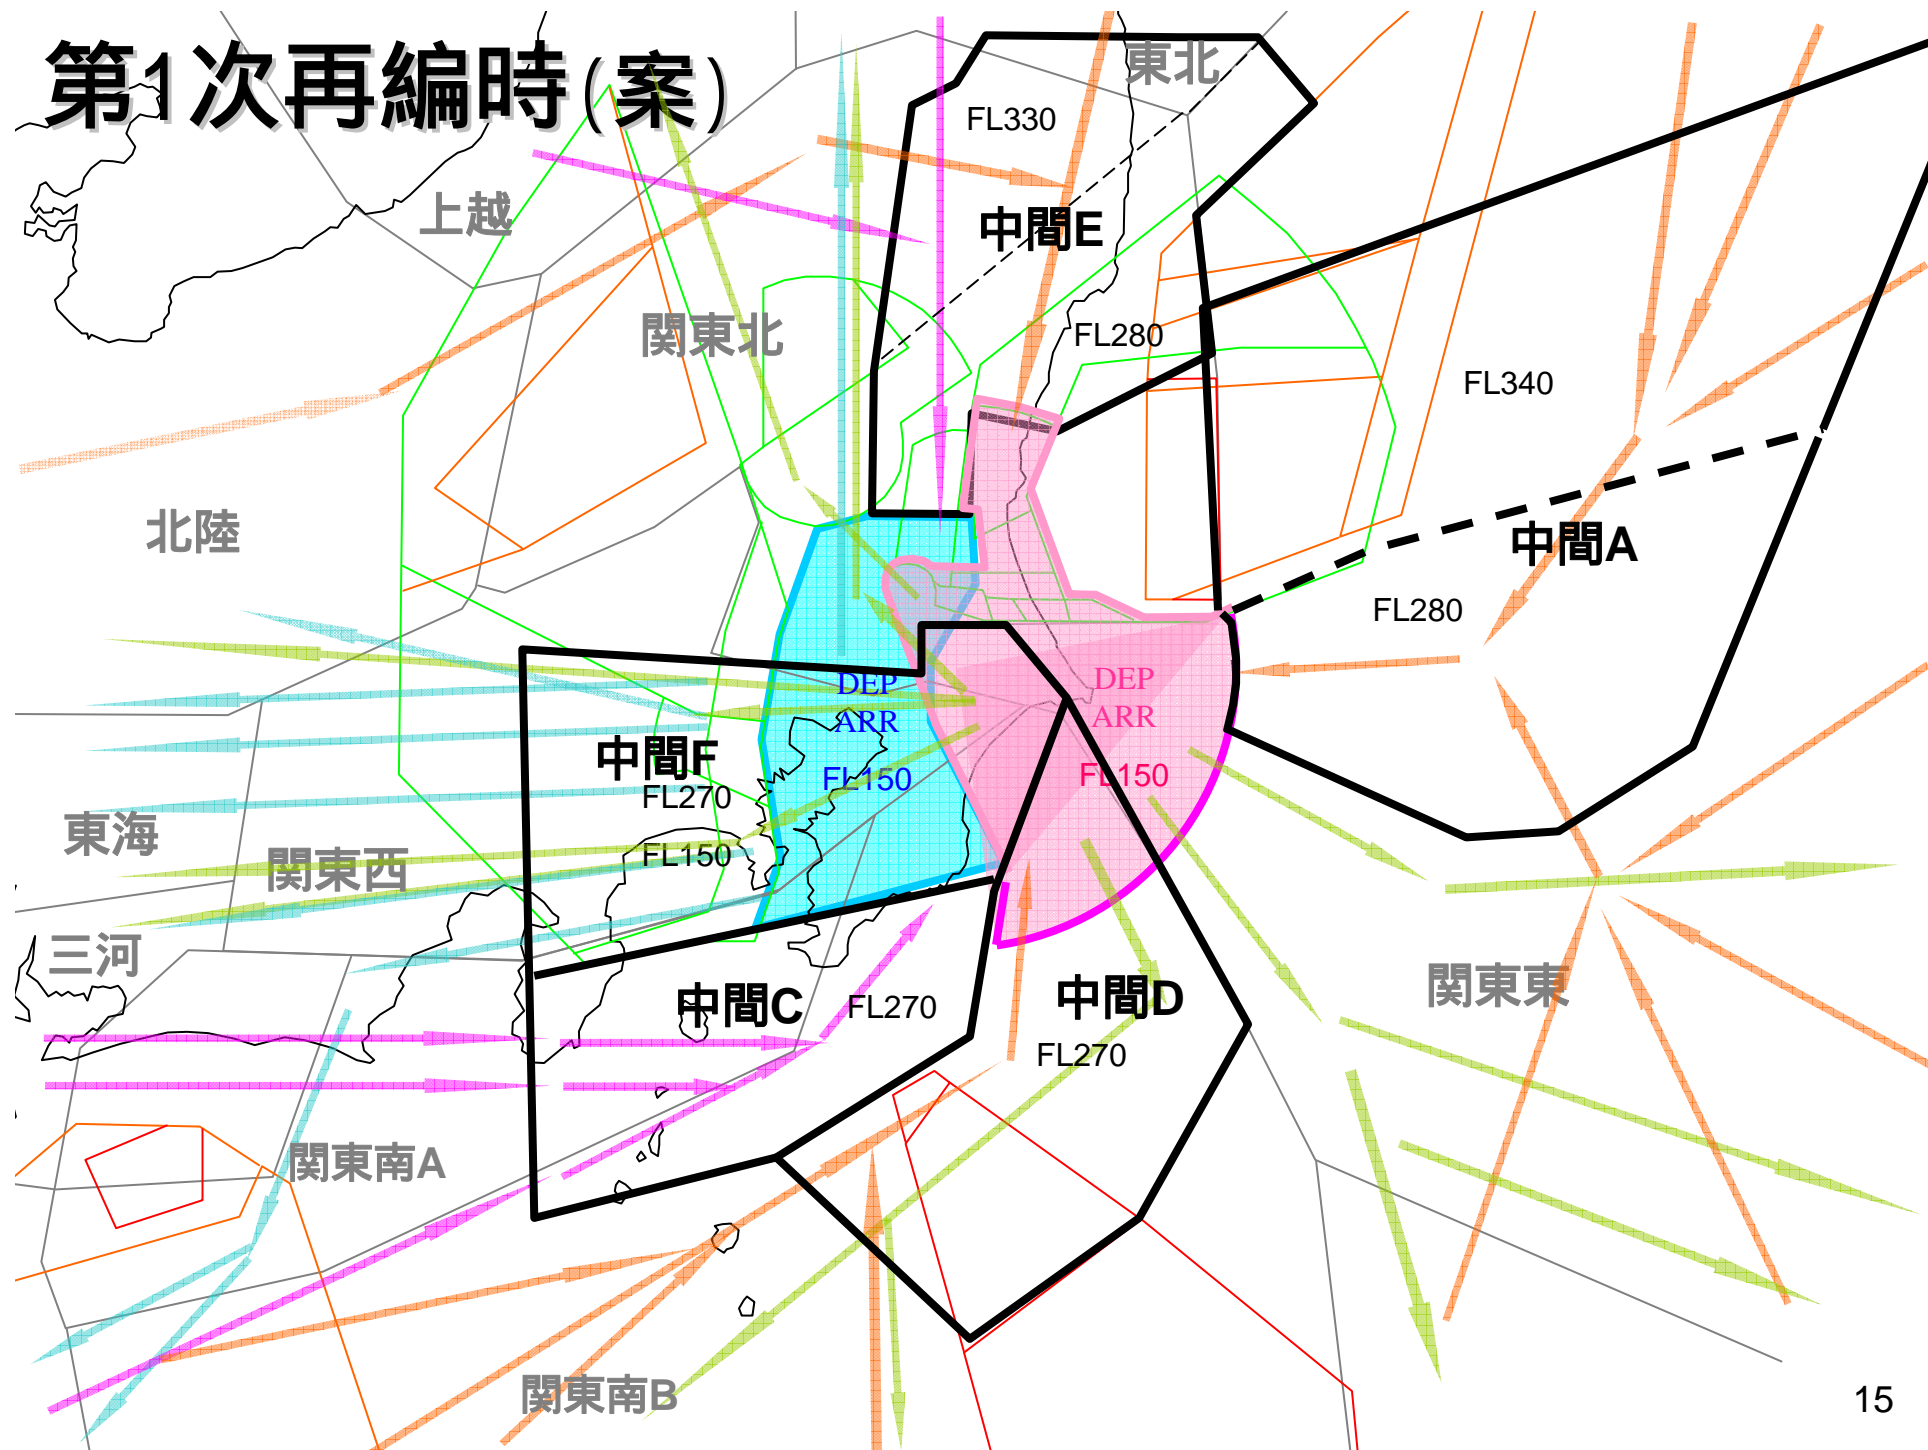 第1次再編時(案)
東北
FL330
上越
中間E
関東北
FL280
FL340
北陸
中間A
FL280
DEP
ARR
FL150
DEP
ARR
FL150
中間F
FL270
FL150
東海
関東西
三河
中間C
FL270
中間D
FL270
関東東
関東南A
関東南B
15